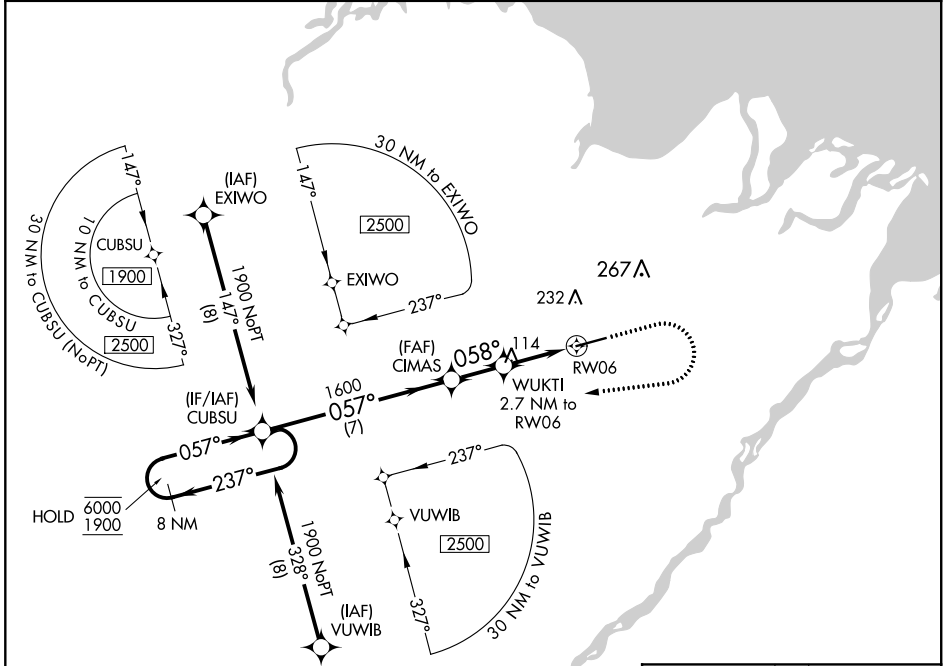 30 NM to EXIWO
147°
2500
EXIWO
237°
(IAF)
EXIWO
147°
CUBSU
1900
10 NM to CUBSU
2500
30 NM to CUBSU (NoPT)
327°
1900 NoPT
147°
(8)
267
232
114
(FAF)
CIMAS
058°
RW06
WUKTI
2.7 NM to
RW06
1600
057°
(7)
(IF/IAF)
CUBSU
057°
237°
HOLD
6000
1900
8 NM
237°
VUWIB
2500
327°
30 NM to VUWIB
1900 NoPT
328°
(8)
(IAF)
VUWIB